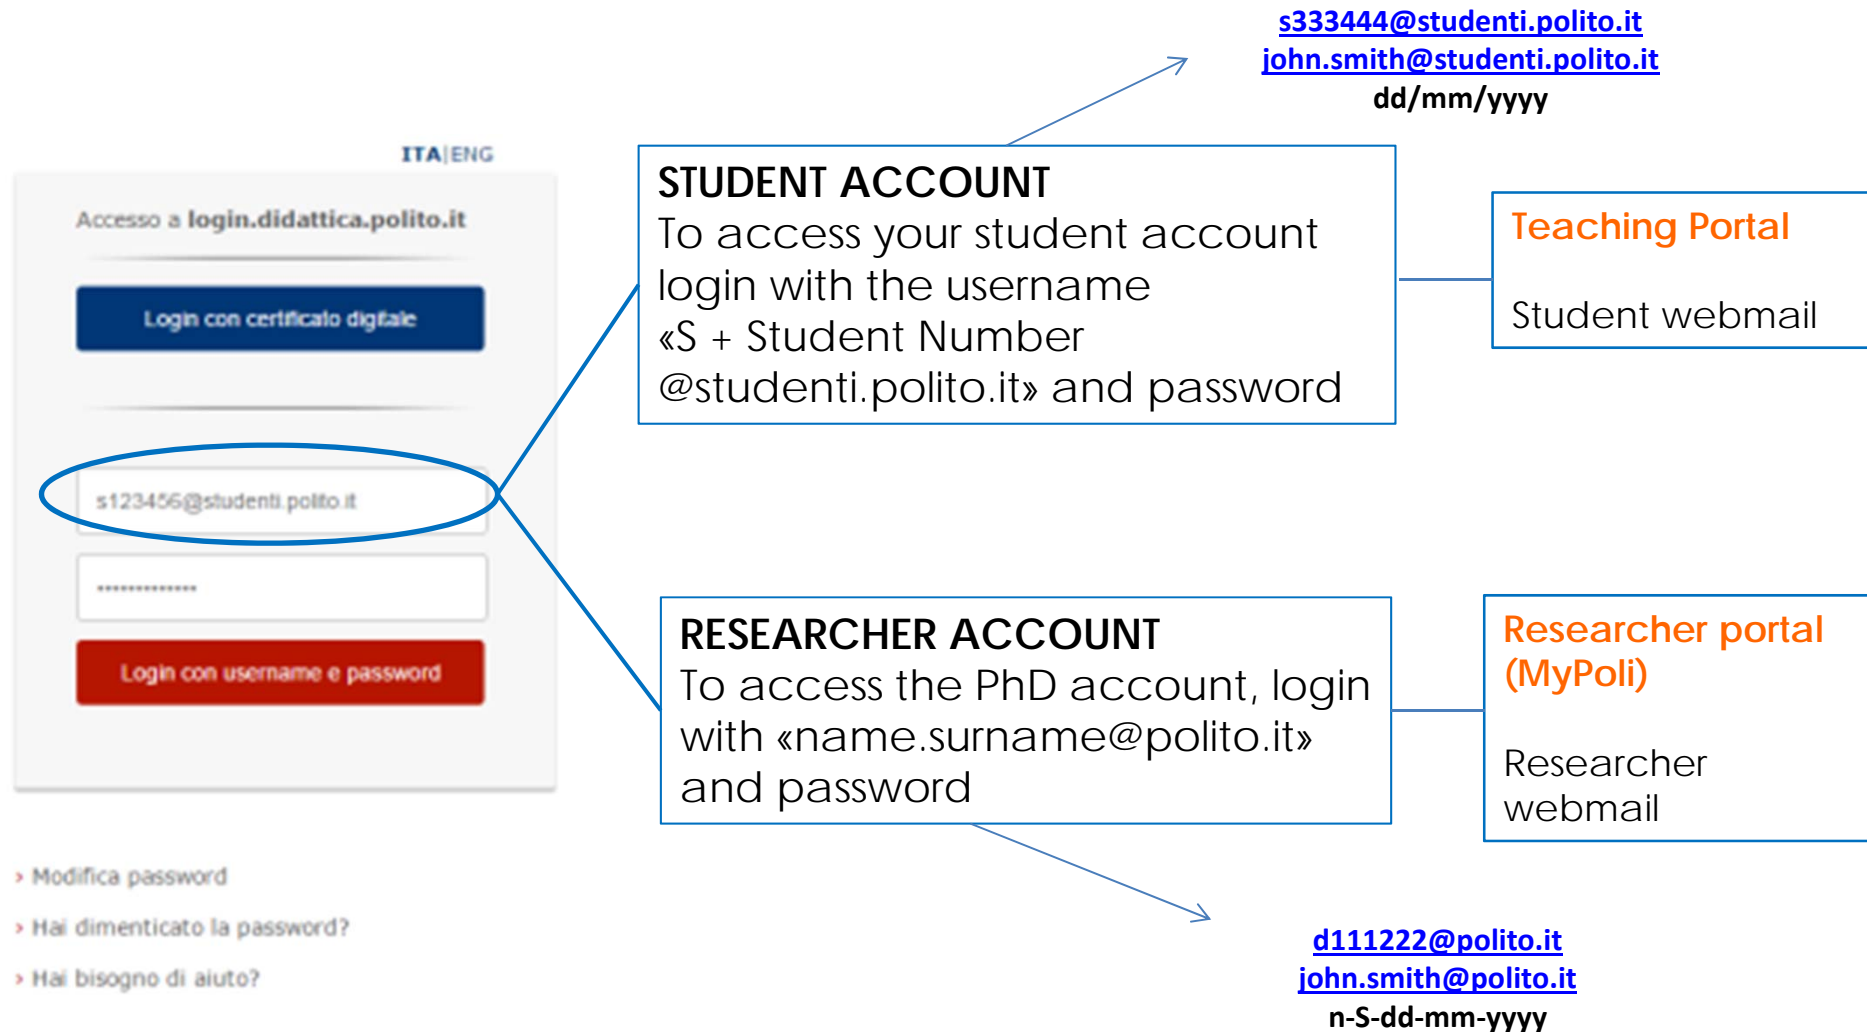 s333444@studenti.polito.it
john.smith@studenti.polito.it
dd/mm/yyyy
ITA|ENG
Accesso a login.didattica.polito.it
Login con certificato digitale
s123456@studenti.polito.it
•••••••••••••
Login con username e password
› Modifica password
› Hai dimenticato la password?
› Hai bisogno di aiuto?
STUDENT ACCOUNT
To access your student account
login with the username
«S + Student Number
@studenti.polito.it» and password
Teaching Portal
Student webmail
RESEARCHER ACCOUNT
To access the PhD account, login
with «name.surname@polito.it»
and password
Researcher portal
(MyPoli)
Researcher
webmail
d111222@polito.it
john.smith@polito.it
n-S-dd-mm-yyyy